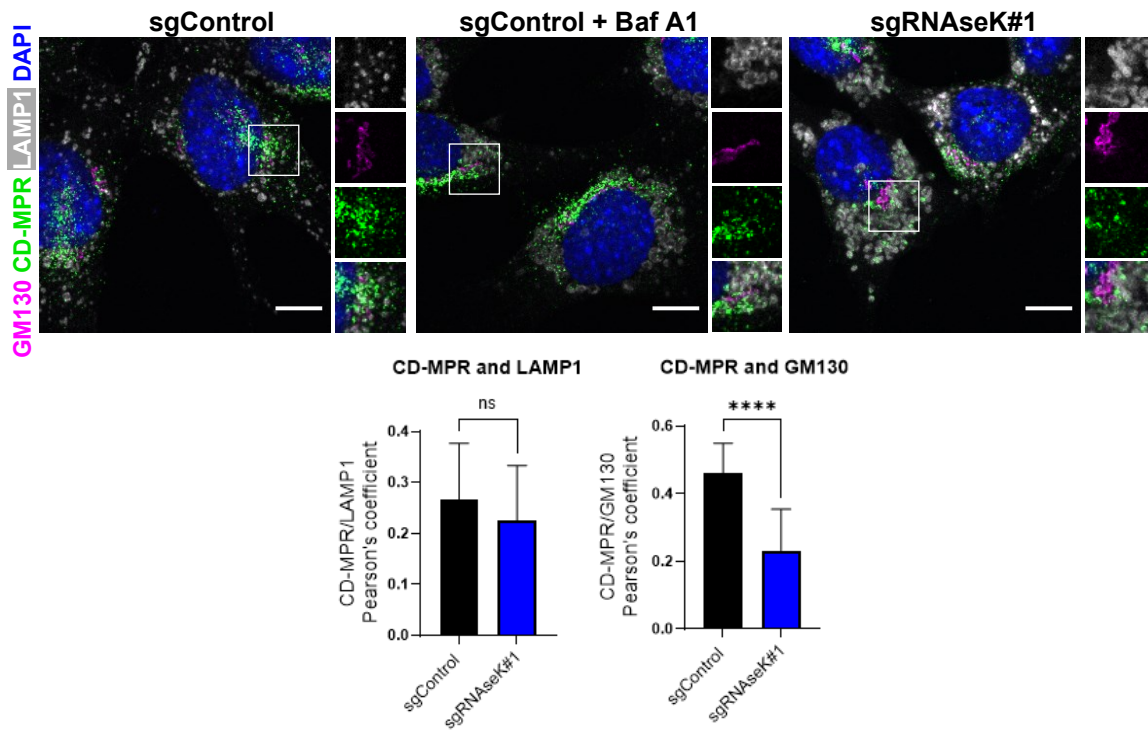 sgControl
sgControl + Baf A1
sgRNAseK#1
GM130 CD-MPR LAMP1 DAPI
CD-MPR and LAMP1
ns
CD-MPR/LAMP1
Pearson's coefficient
0.4
0.3
0.2
0.1
0.0
sgControl
sgRNAseK#1
CD-MPR and GM130
****
CD-MPR/GM130
Pearson's coefficient
0.6
0.4
0.2
0.0
sgControl
sgRNAseK#1